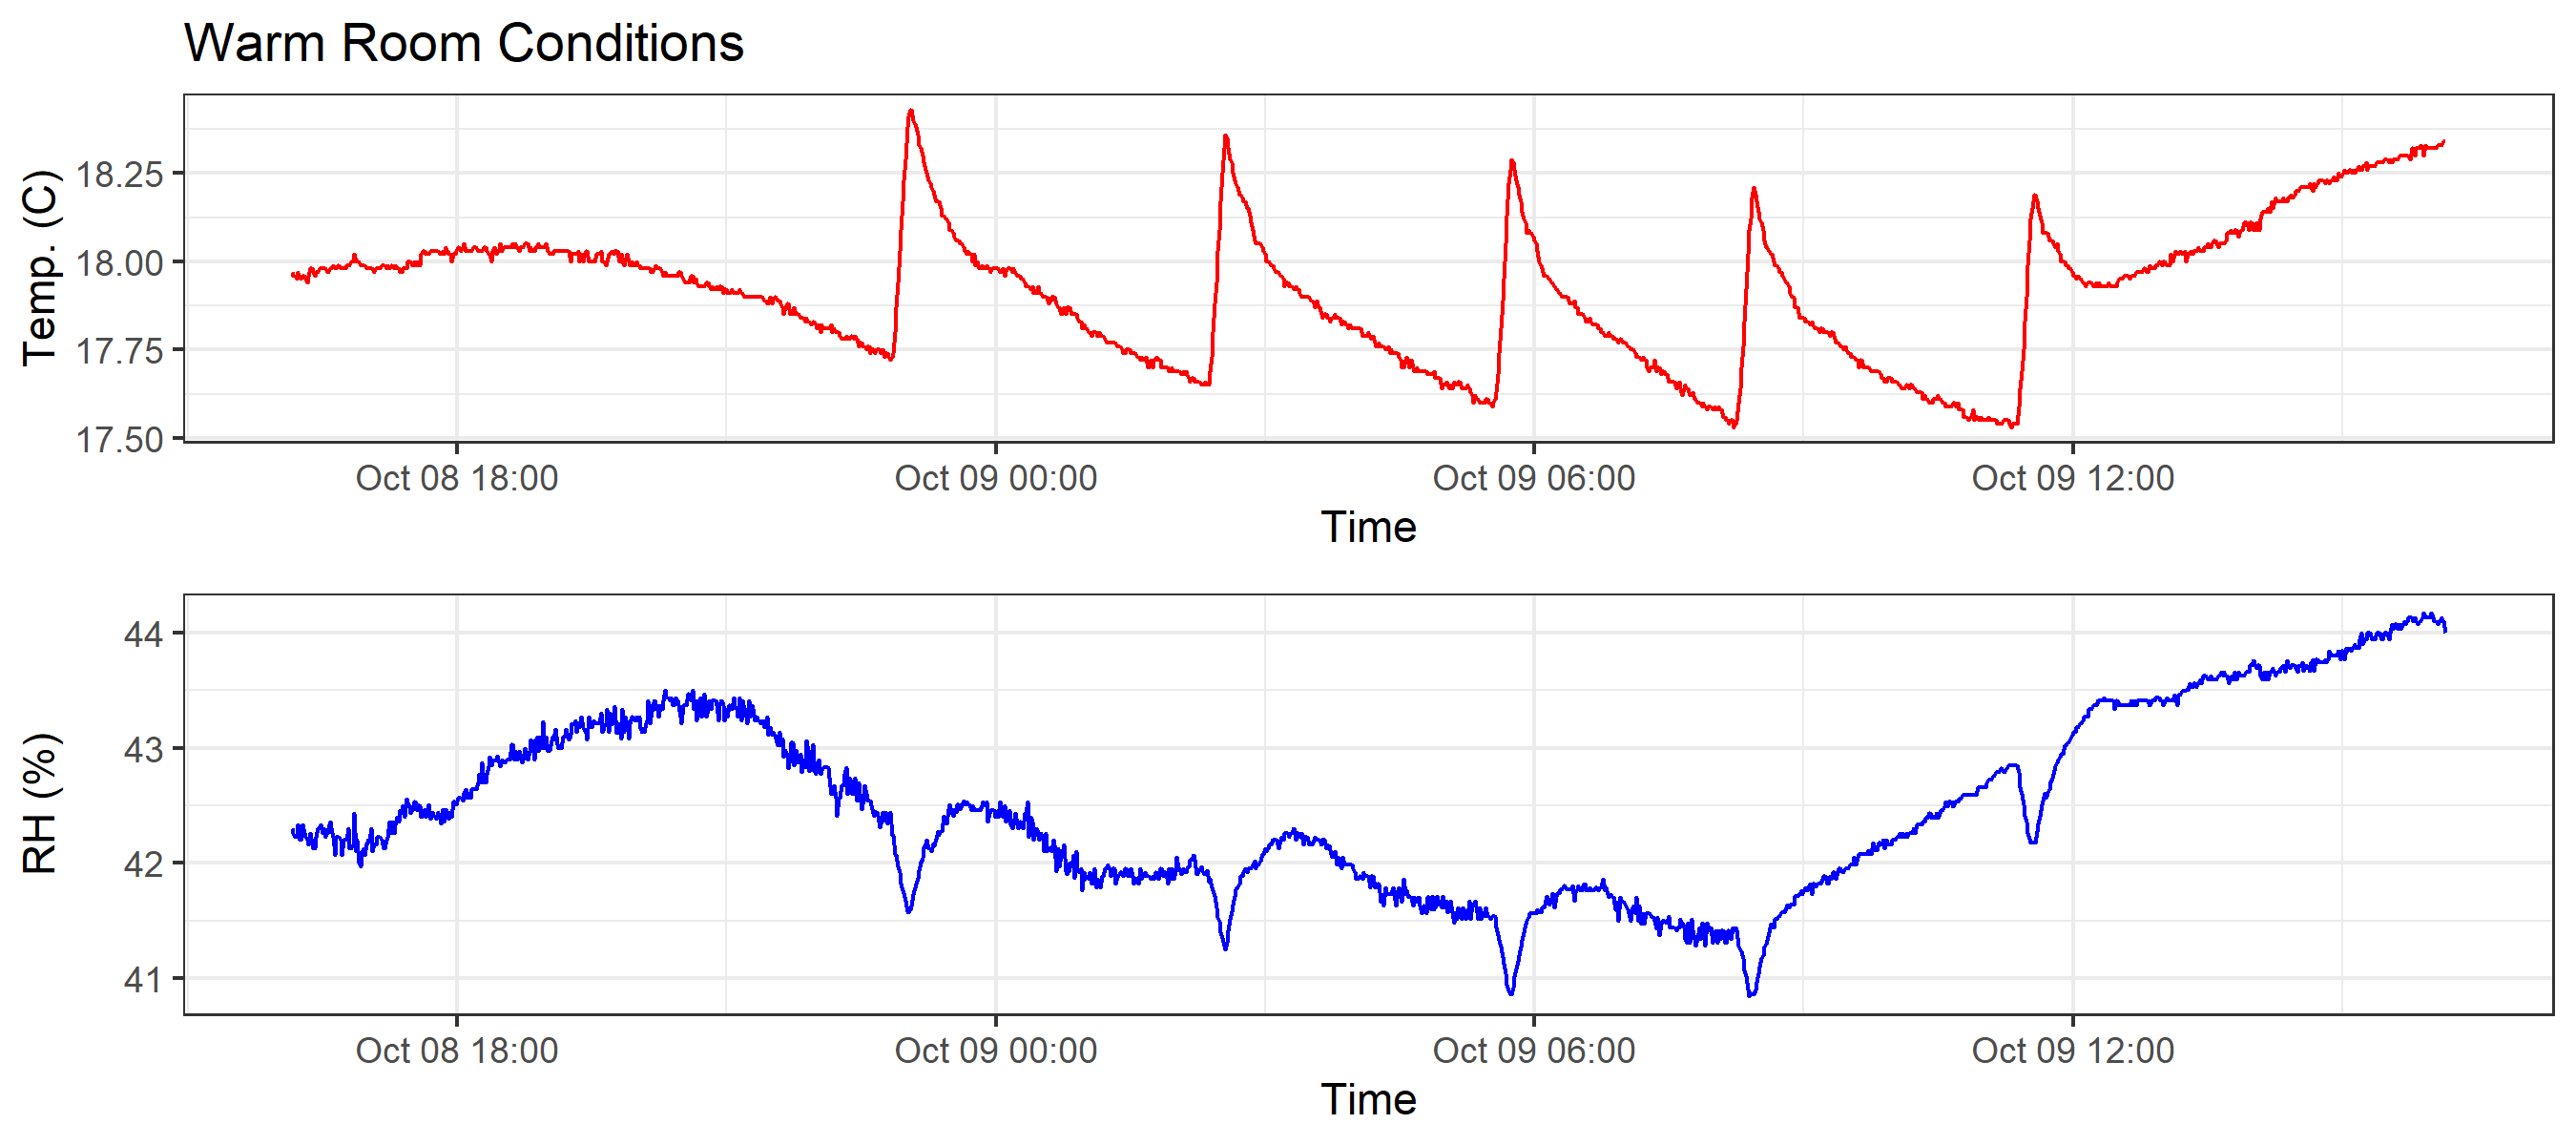 Warm Room Conditions
Temp. (C)
18.25
18.00
17.75
17.50
Oct 08 18:00 Oct 09 00:00 Oct 09 06:00 Oct 09 12:00
Time
RH (%)
44
43
42
41
Oct 08 18:00 Oct 09 00:00 Oct 09 06:00 Oct 09 12:00
Time